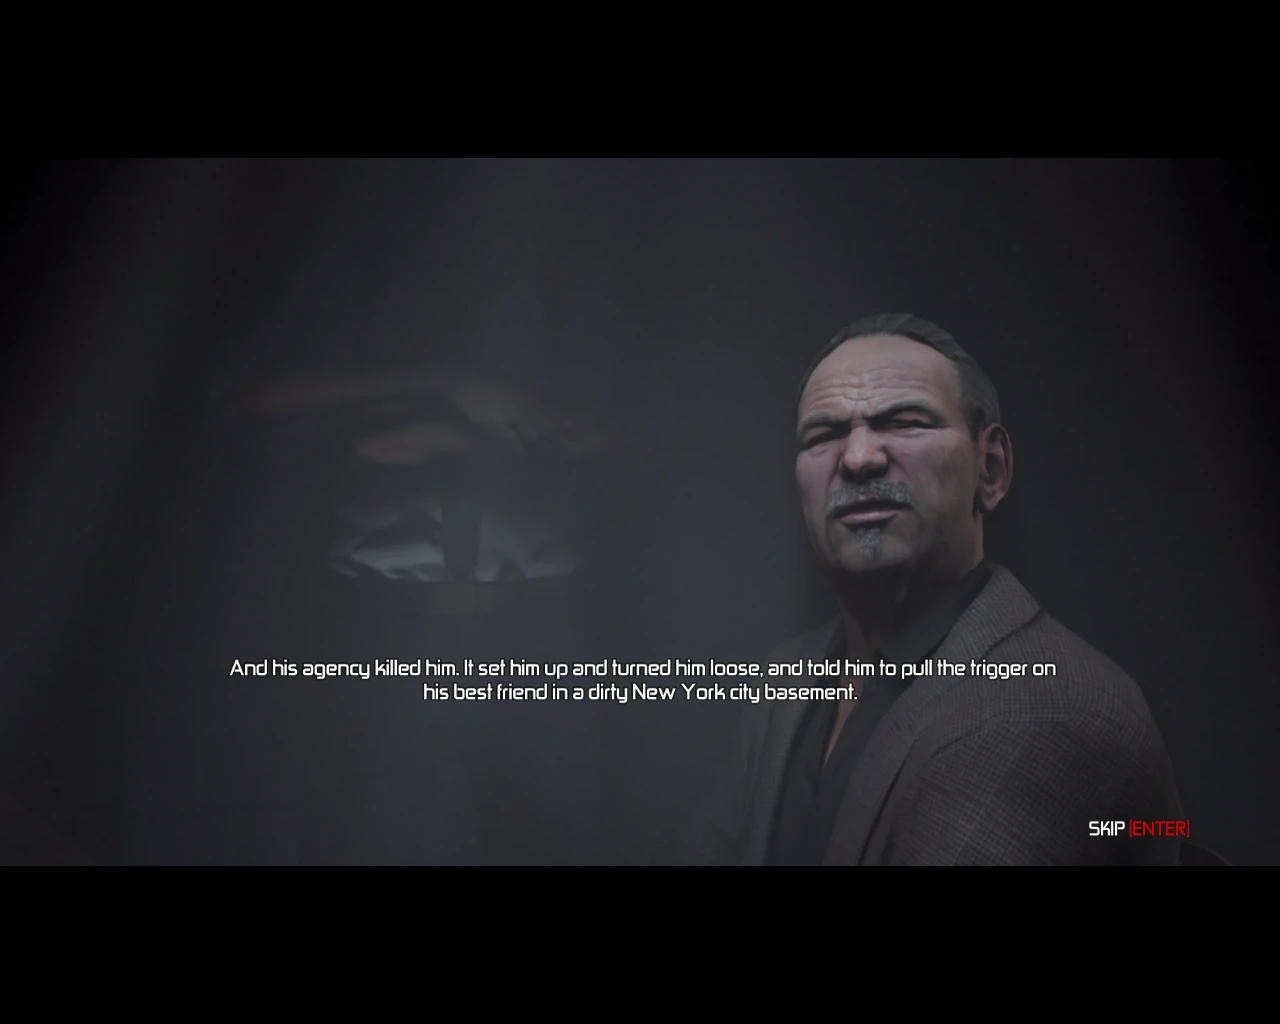 And his agency killed him. It set him up and turned him loose, and told him to pull the trigger on
his best friend in a dirty New York city basement.
SKIP [ENTER]